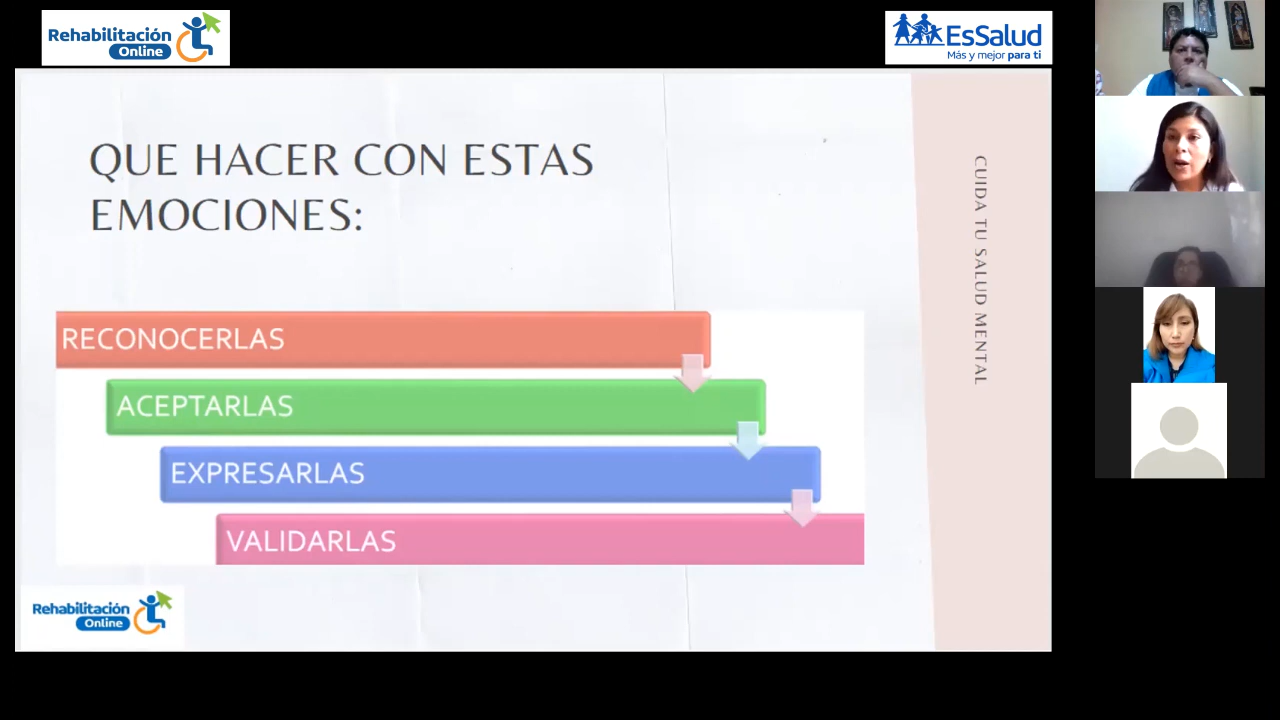 Rehabilitación
Online
EsSalud
Más y mejor para ti
QUE HACER CON ESTAS
EMOCIONES:
RECONOCERLAS
ACEPTARLAS
EXPRESARLAS
VALIDARLAS
CUIDA TU SALUD MENTAL
Rehabilitación
Online